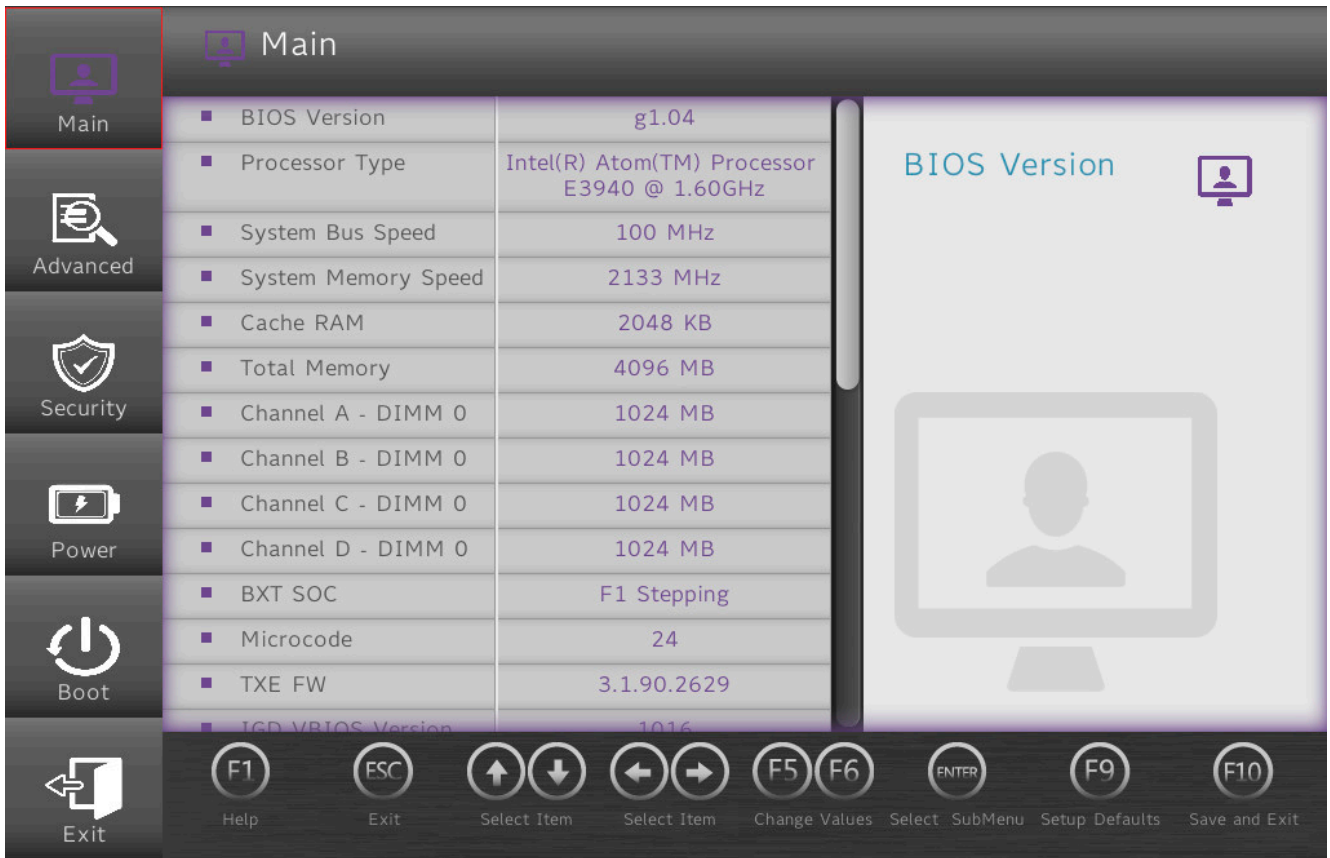 Main
Main
Advanced
Security
Power
Boot
Exit
BIOS Version g1.04
Processor Type Intel(R) Atom(TM) Processor
E3940 @ 1.60GHz
System Bus Speed 100 MHz
System Memory Speed 2133 MHz
Cache RAM 2048 KB
Total Memory 4096 MB
Channel A - DIMM 0 1024 MB
Channel B - DIMM 0 1024 MB
Channel C - DIMM 0 1024 MB
Channel D - DIMM 0 1024 MB
BXT SOC F1 Stepping
Microcode 24
TXE FW 3.1.90.2629
IGD VBIOS Version 1016
BIOS Version
F1 ESC F5 F6 ENTER F9 F10
Help Exit Select Item Select Item Change Values Select SubMenu Setup Defaults Save and Exit